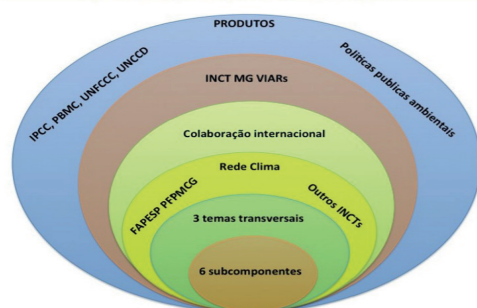 PRODUTOS
IPCC, PBMC, UNFCCC, UNCCD
Políticas publicas ambientais
INCT MG VIARs
Colaboração internacional
Rede Clima
FAPESP PFPMCG
Outros INCTs
3 temas transversais
6 subcomponentes